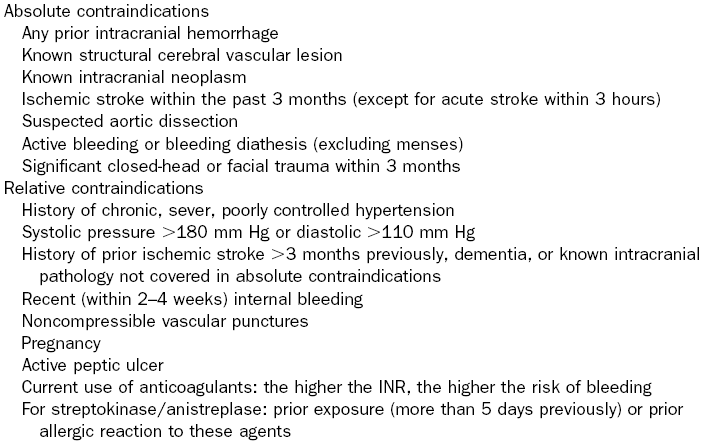 Absolute contraindications
Any prior intracranial hemorrhage
Known structural cerebral vascular lesion
Known intracranial neoplasm
Ischemic stroke within the past 3 months (except for acute stroke within 3 hours)
Suspected aortic dissection
Active bleeding or bleeding diathesis (excluding menses)
Significant closed-head or facial trauma within 3 months
Relative contraindications
History of chronic, sever, poorly controlled hypertension
Systolic pressure >180 mm Hg or diastolic >110 mm Hg
History of prior ischemic stroke >3 months previously, dementia, or known intracranial
pathology not covered in absolute contraindications
Recent (within 2–4 weeks) internal bleeding
Noncompressible vascular punctures
Pregnancy
Active peptic ulcer
Current use of anticoagulants: the higher the INR, the higher the risk of bleeding
For streptokinase/anistreplase: prior exposure (more than 5 days previously) or prior
allergic reaction to these agents